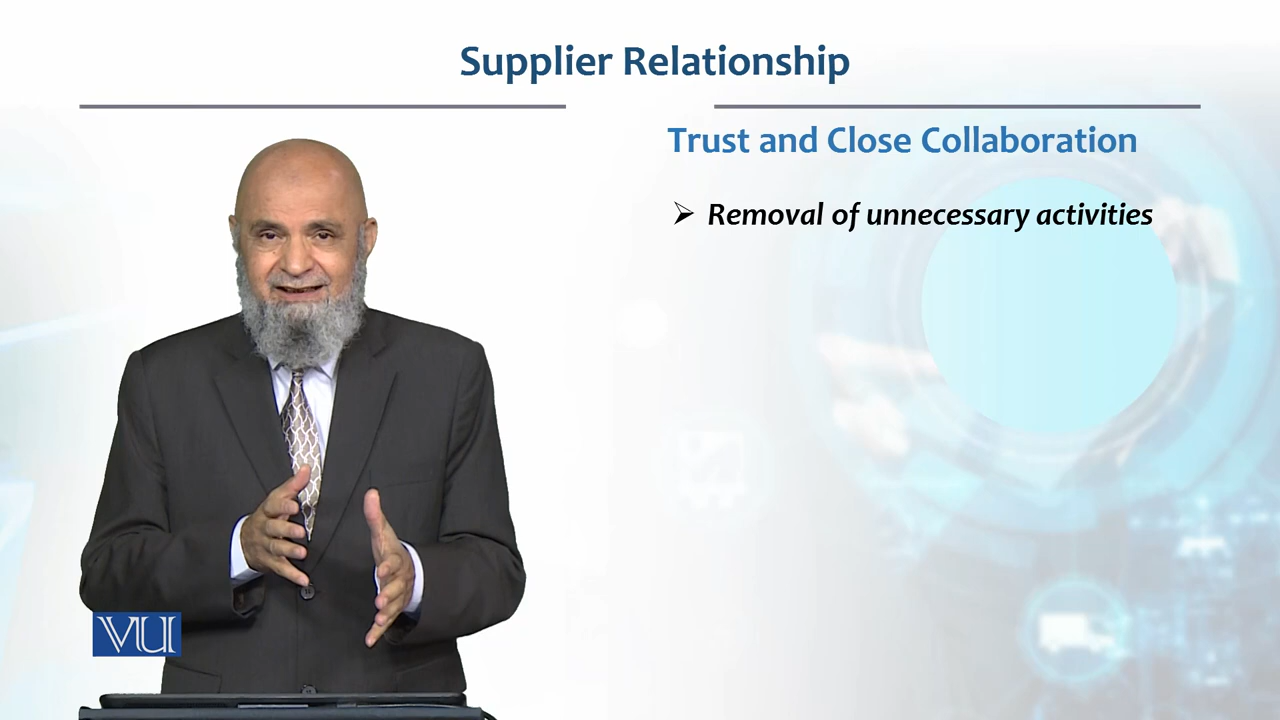 Supplier Relationship
Trust and Close Collaboration
Removal of unnecessary activities
VU